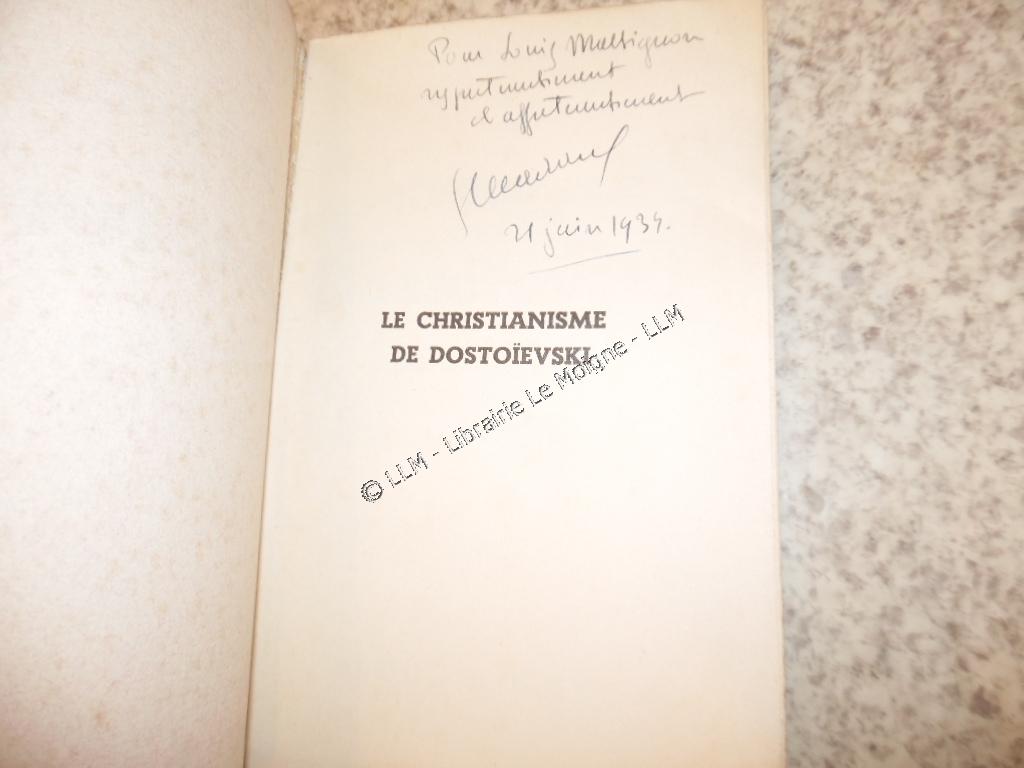 Pour Louis Massignon
respectueusement
et affectueusement
21 juin 1934.
LE CHRISTIANISME
DE DOSTOÏEVSKI
© LLM - Librairie Le Moigne - LLM